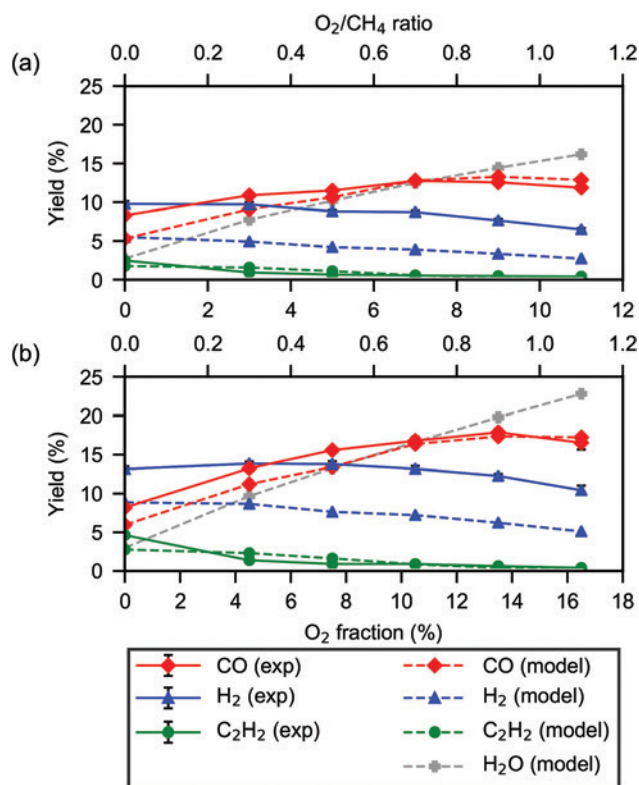 O₂/CH₄ ratio
(a)
0.0 0.2 0.4 0.6 0.8 1.0 1.2
25
20
15
10
5
0
Yield (%)
0 2 4 6 8 10 12
(b)
0.0 0.2 0.4 0.6 0.8 1.0 1.2
25
20
15
10
5
0
Yield (%)
0 2 4 6 8 10 12 14 16 18
O₂ fraction (%)
CO (exp) CO (model)
H₂ (exp) H₂ (model)
C₂H₂ (exp) C₂H₂ (model)
H₂O (model)